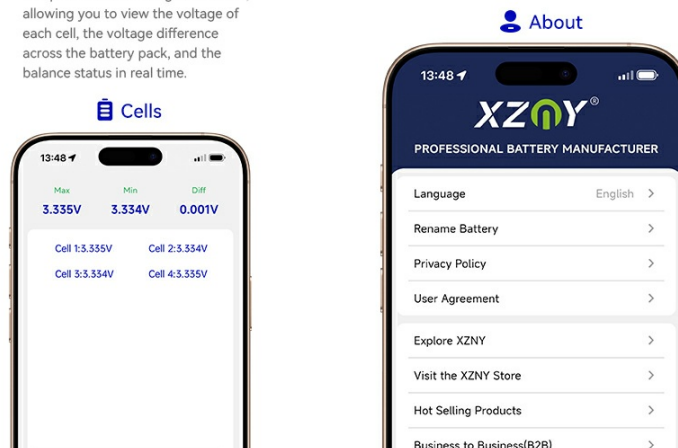 allowing you to view the voltage of
each cell, the voltage difference
across the battery pack, and the
balance status in real time.
Cells
13:48
Max Min Diff
3.335V 3.334V 0.001V
Cell 1:3.335V Cell 2:3.334V
Cell 3:3.334V Cell 4:3.335V
About
13:48
XZNY®
PROFESSIONAL BATTERY MANUFACTURER
Language English
Rename Battery
Privacy Policy
User Agreement
Explore XZNY
Visit the XZNY Store
Hot Selling Products
Business to Business(B2B)